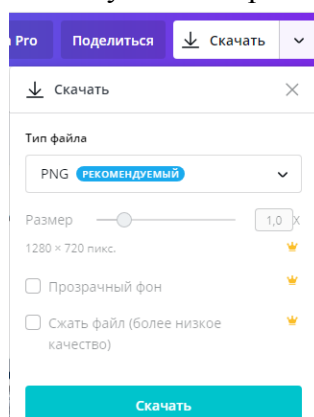 Pro Поделиться Скачать
Скачать
Тип файла
PNG РЕКОМЕНДУЕМЫЙ
Размер 1,0 X
1280 × 720 пикс.
Прозрачный фон
Сжать файл (более низкое
качество)
Скачать